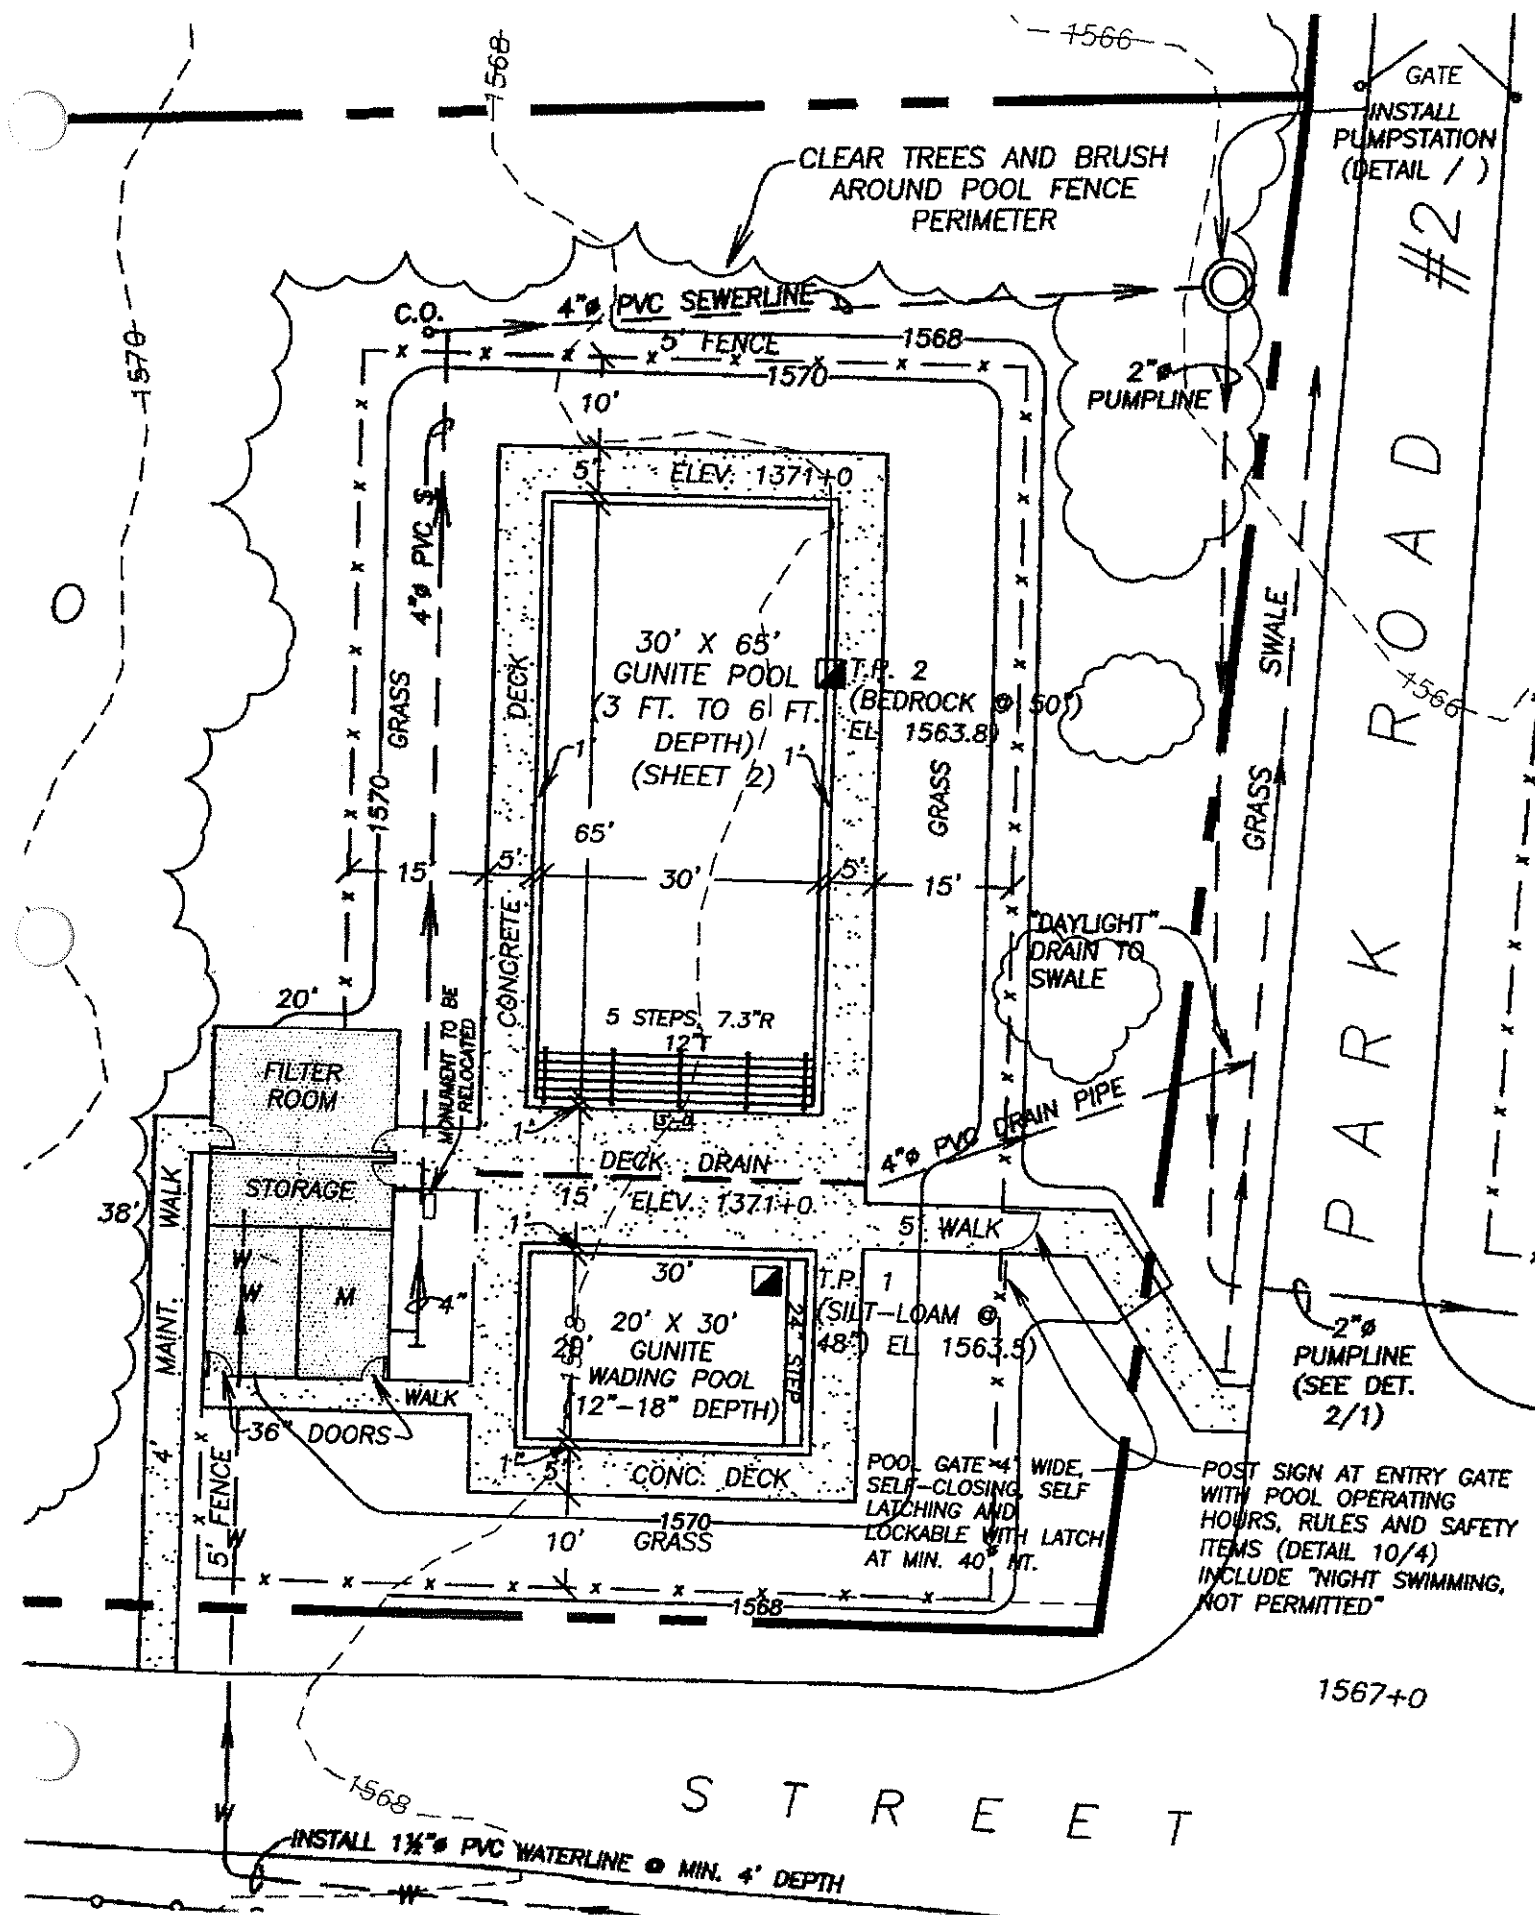 1568
1566
GATE
INSTALL
PUMPSTATION
(DETAIL / )
CLEAR TREES AND BRUSH
AROUND POOL FENCE
PERIMETER
#2
C.O.
4"ø PVC SEWERLINE
5' FENCE
1568
1570
1570
10'
2"ø
PUMPLINE
5'
ELEV. 1371+0
4"ø PVC S
GRASS
1570
DECK
CONCRETE
30' X 65'
GUNITE POOL
(3 FT. TO 6 FT.
DEPTH)
(SHEET 2)
1'
1'
T.P. 2
(BEDROCK @ 50")
EL 1563.8)
GRASS
SWALE
GRASS
1566
PARK ROAD
65'
15
5'
30'
5'
15'
"DAYLIGHT"
DRAIN TO
SWALE
20'
MONUMENT TO BE
RELOCATED
5 STEPS, 7.3"R
12"T
FILTER
ROOM
1'
4"ø PVC DRAIN PIPE
DECK DRAIN
STORAGE
15'
ELEV. 1371+0
38'
WALK
MAINT.
4'
1'
5' WALK
W
W
M
4"
30'
T.P. 1
(SILT-LOAM @
48") EL 1563.5)
20' X 30'
GUNITE
WADING POOL
12"-18" DEPTH)
20'
1568
24" STEP
2"ø
PUMPLINE
(SEE DET.
2/1)
WALK
36" DOORS
5' FENCE
W
1"
5'
CONC. DECK
POOL GATE 4' WIDE,
SELF-CLOSING, SELF
LATCHING AND
LOCKABLE WITH LATCH
AT MIN. 40" HT.
POST SIGN AT ENTRY GATE
WITH POOL OPERATING
HOURS, RULES AND SAFETY
ITEMS (DETAIL 10/4)
INCLUDE "NIGHT SWIMMING,
NOT PERMITTED"
1570
10'
GRASS
1568
1567+0
1568
STREET
W
INSTALL 1½"ø PVC WATERLINE @ MIN. 4' DEPTH
W